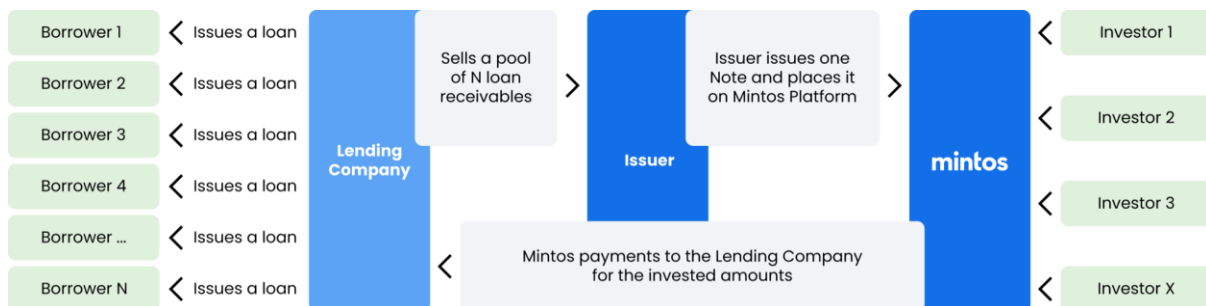 Borrower 1
Issues a loan
Borrower 2
Issues a loan
Borrower 3
Issues a loan
Borrower 4
Issues a loan
Borrower ...
Issues a loan
Borrower N
Issues a loan
Lending
Company
Sells a pool
of N loan
receivables
Issuer
Issuer issues one
Note and places it
on Mintos Platform
mintos
Mintos payments to the Lending Company
for the invested amounts
Investor 1
Investor 2
Investor 3
Investor X